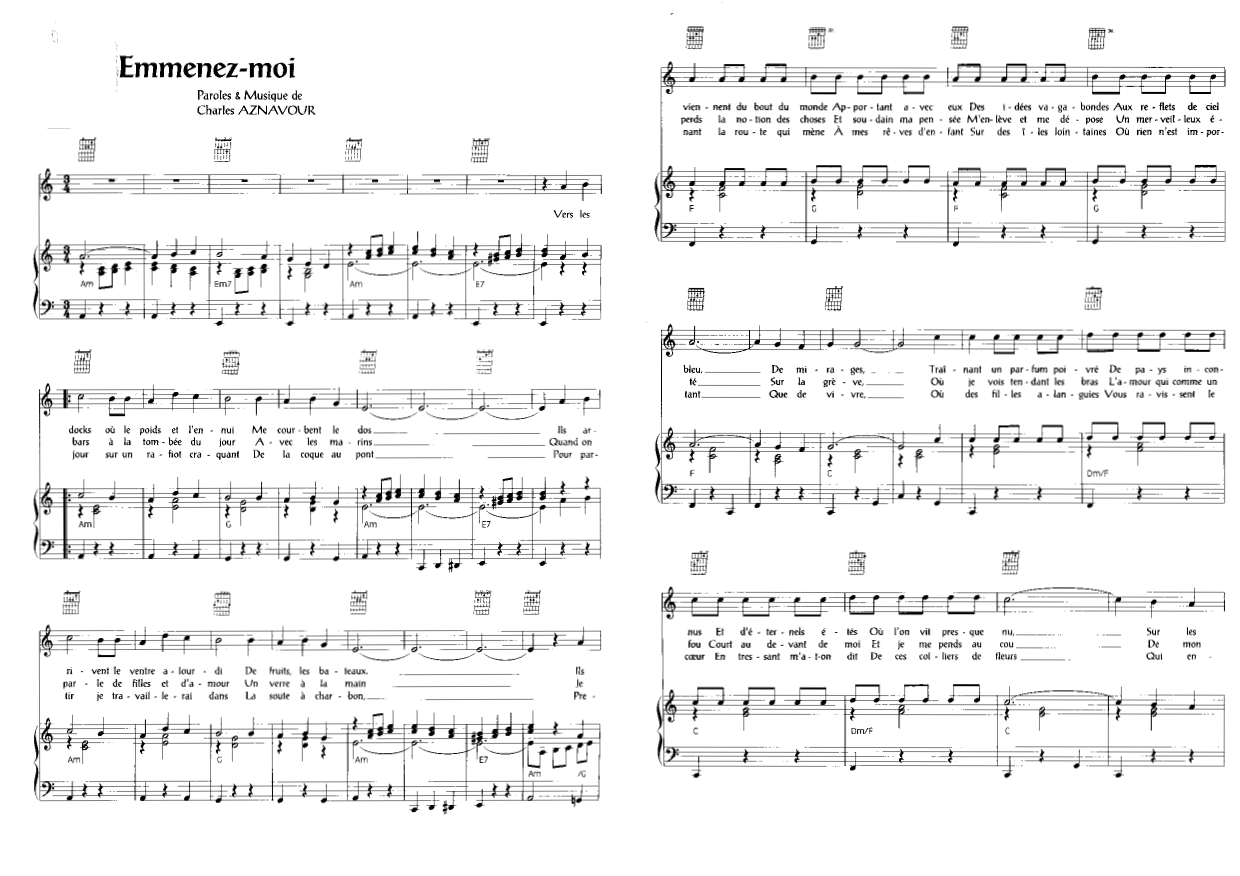 Emmenez-moi
Paroles & Musique de
Charles AZNAVOUR
3/4
Vers les
3/4
Am Em7 Am E7
3/4
docks où le poids et l'en - nui Me cour - bent le dos Ils ar-
bars à la tom - bée du jour A - vec les ma - rins Quand on
jour sur un ra - fiot cra - quant De la coque au pont Pour par-
Am G Am E7
ri - vent le ventre a - lour - di De fruits, les ba - teaux. Ils
par - le de filles et d'a - mour Un verre à la main Je
tir je tra - vail - le - rai dans La soute à char - bon, Pre-
Am G Am E7 Am /G
vien - nent du bout du monde Ap - por - tant a - vec eux Des i - dées va - ga - bondes Aux re - flets de ciel
perds la no - tion des choses Et sou - dain ma pen - sée M'en - lève et me dé - pose Un mer - veil - leux é-
nant la rou - te qui mène À mes rê - ves d'en - fant Sur des î - les loin - taines Où rien n'est im - por-
F G F G
bleu, De mi - ra - ges, Traî - nant un par - fum poi - vré De pa - ys in - con-
té Sur la grè - ve, Où je vois ten - dant les bras L'a - mour qui comme un
tant Que de vi - vre, Où des fil - les a - lan - guies Vous ra - vis - sent le
F C Dm/F
nus Et d'é - ter - nels é - tés Où l'on vit pres - que nu, Sur les
fou Court au de - vant de moi Et je me pends au cou De mon
cœur En tres - sant m'a - t - on dit De ces col - liers de fleurs Qui en-
C Dm/F C